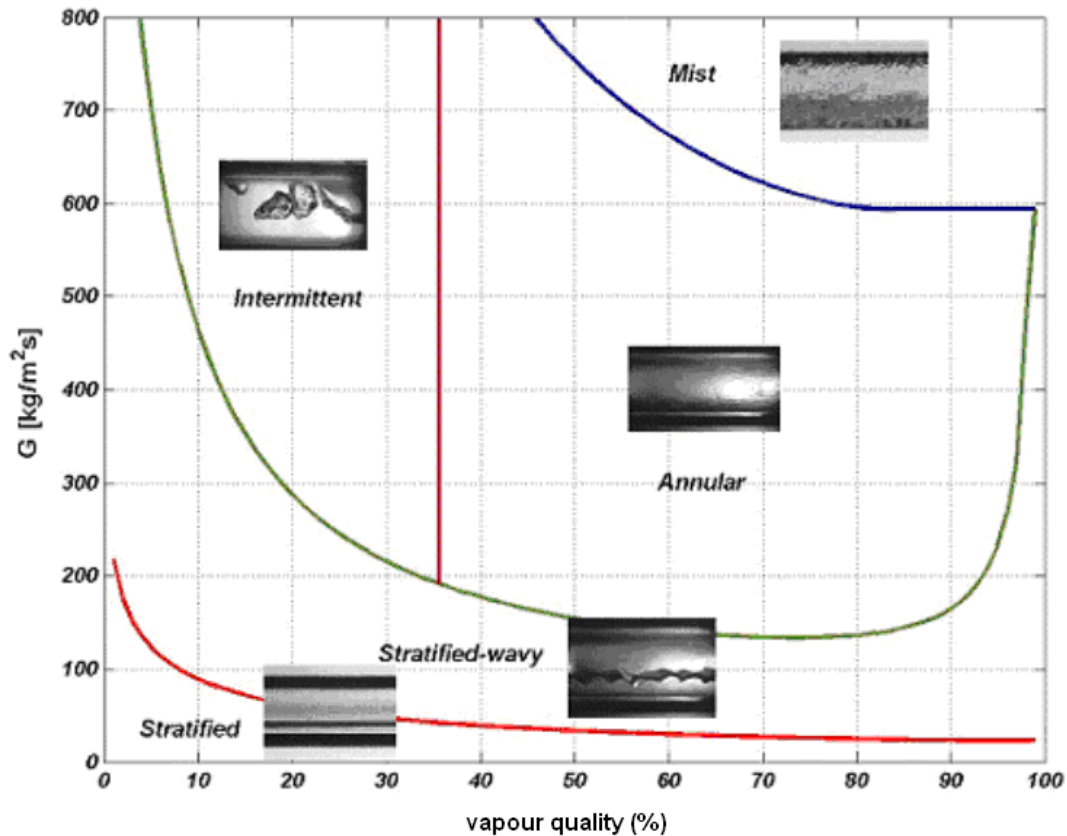 800
700
600
500
400
300
200
100
0
G [kg/m²s]
Mist
Intermittent
Annular
Stratified-wavy
Stratified
0 10 20 30 40 50 60 70 80 90 100
vapour quality (%)